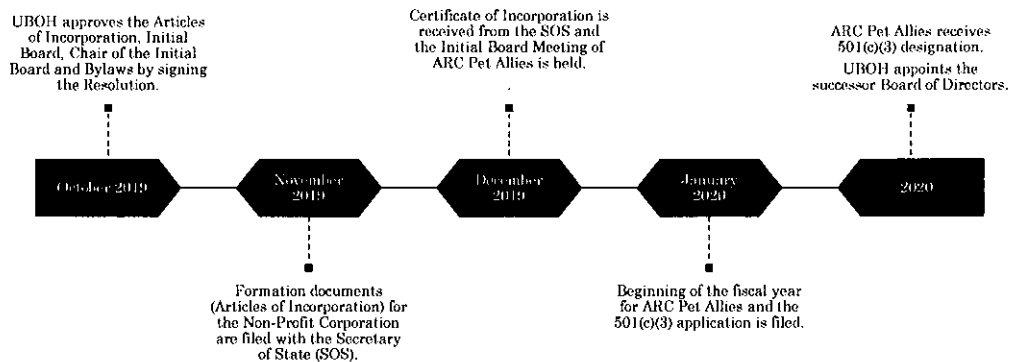 UBOH approves the Articles
of Incorporation, Initial
Board, Chair of the Initial
Board and Bylaws by signing
the Resolution.
Certificate of Incorporation is
received from the SOS and
the Initial Board Meeting of
ARC Pet Allies is held.
ARC Pet Allies receives
501(c)(3) designation.
UBOH appoints the
successor Board of Directors.
October 2019
November
2019
December
2019
January
2020
2020
Formation documents
(Articles of Incorporation) for
the Non-Profit Corporation
are filed with the Secretary
of State (SOS).
Beginning of the fiscal year
for ARC Pet Allies and the
501(c)(3) application is filed.